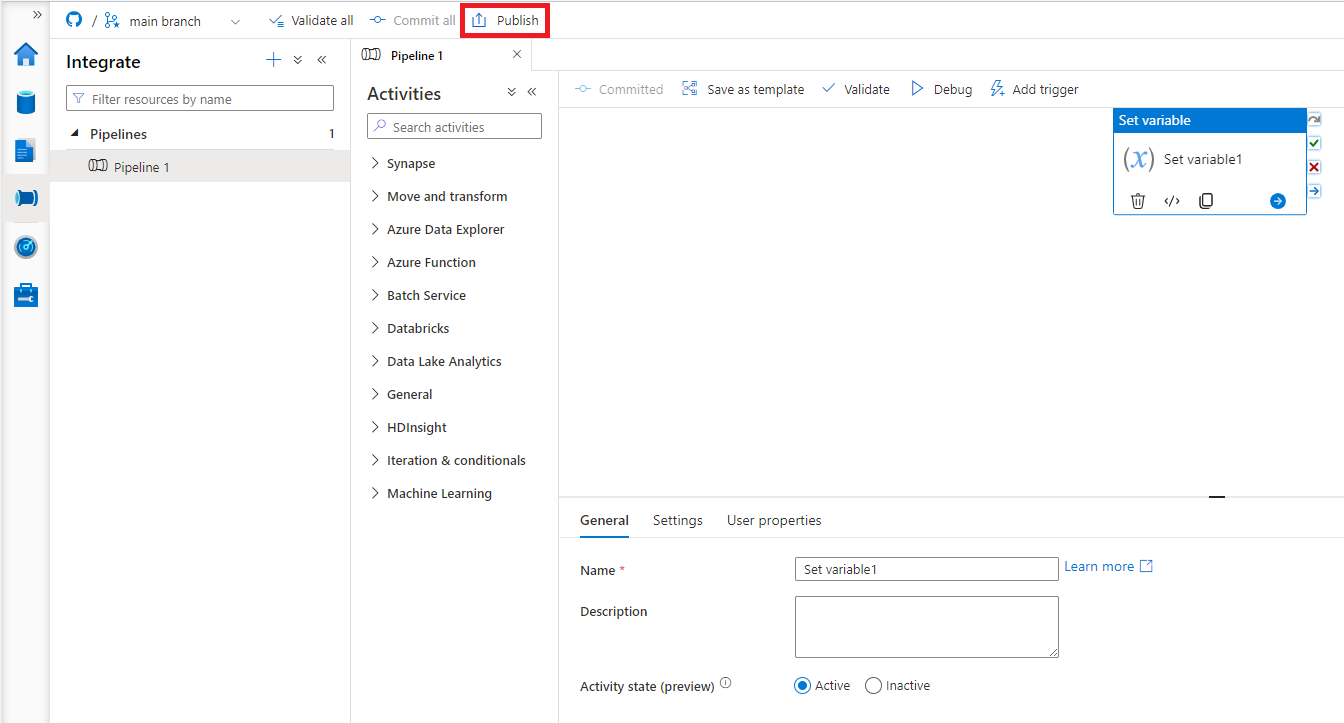 / main branch Validate all Commit all Publish
Integrate
Filter resources by name
Pipelines 1
Pipeline 1
Pipeline 1
Activities
Search activities
Synapse
Move and transform
Azure Data Explorer
Azure Function
Batch Service
Databricks
Data Lake Analytics
General
HDInsight
Iteration & conditionals
Machine Learning
Committed Save as template Validate Debug Add trigger
Set variable
(x) Set variable1
General Settings User properties
Name * Set variable1 Learn more
Description
Activity state (preview) Active Inactive